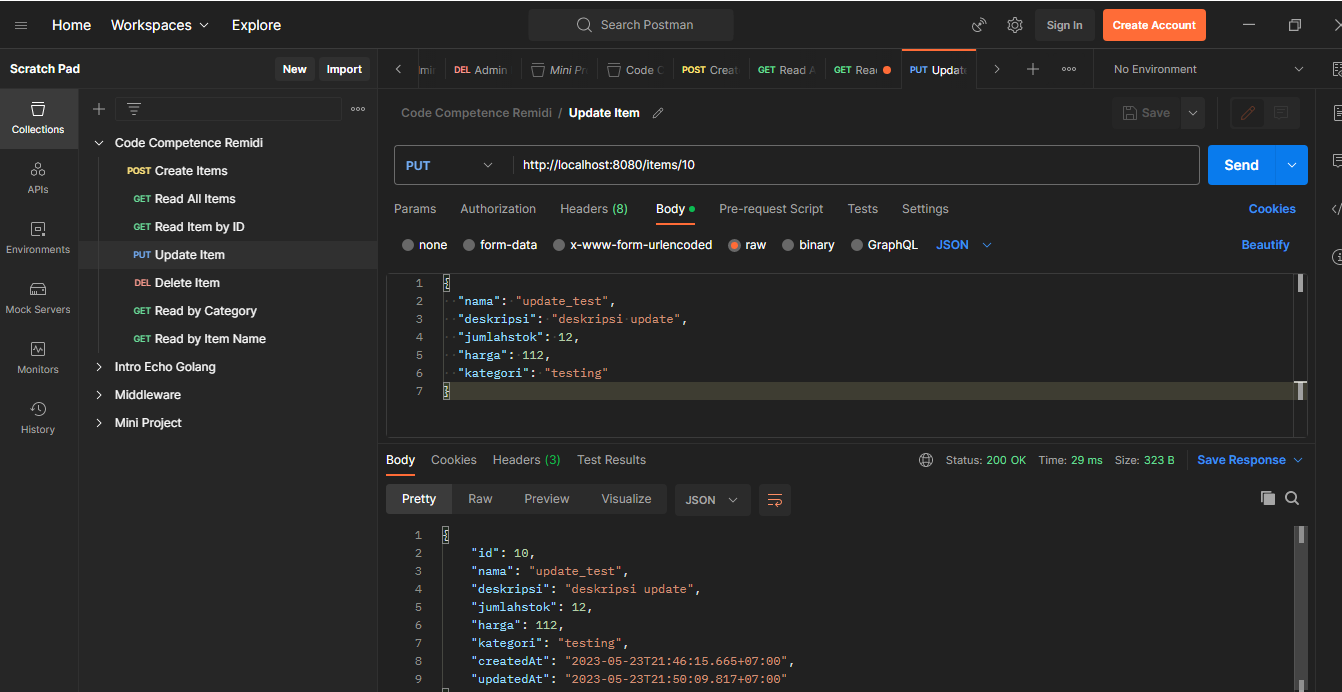 Home Workspaces Explore Search Postman Sign In Create Account
Scratch Pad New Import
DEL Admin Mini Pr Code C POST Creat GET Read A GET Read PUT Update No Environment
Collections
APIs
Environments
Mock Servers
Monitors
History
Code Competence Remidi
POST Create Items
GET Read All Items
GET Read Item by ID
PUT Update Item
DEL Delete Item
GET Read by Category
GET Read by Item Name
Intro Echo Golang
Middleware
Mini Project
Code Competence Remidi / Update Item Save
PUT http://localhost:8080/items/10 Send
Params Authorization Headers (8) Body Pre-request Script Tests Settings Cookies
none form-data x-www-form-urlencoded raw binary GraphQL JSON Beautify
1 {
2 "nama": "update_test",
3 "deskripsi": "deskripsi update",
4 "jumlahstok": 12,
5 "harga": 112,
6 "kategori": "testing"
7 }
Body Cookies Headers (3) Test Results Status: 200 OK Time: 29 ms Size: 323 B Save Response
Pretty Raw Preview Visualize JSON
1 {
2 "id": 10,
3 "nama": "update_test",
4 "deskripsi": "deskripsi update",
5 "jumlahstok": 12,
6 "harga": 112,
7 "kategori": "testing",
8 "createdAt": "2023-05-23T21:46:15.665+07:00",
9 "updatedAt": "2023-05-23T21:50:09.817+07:00"